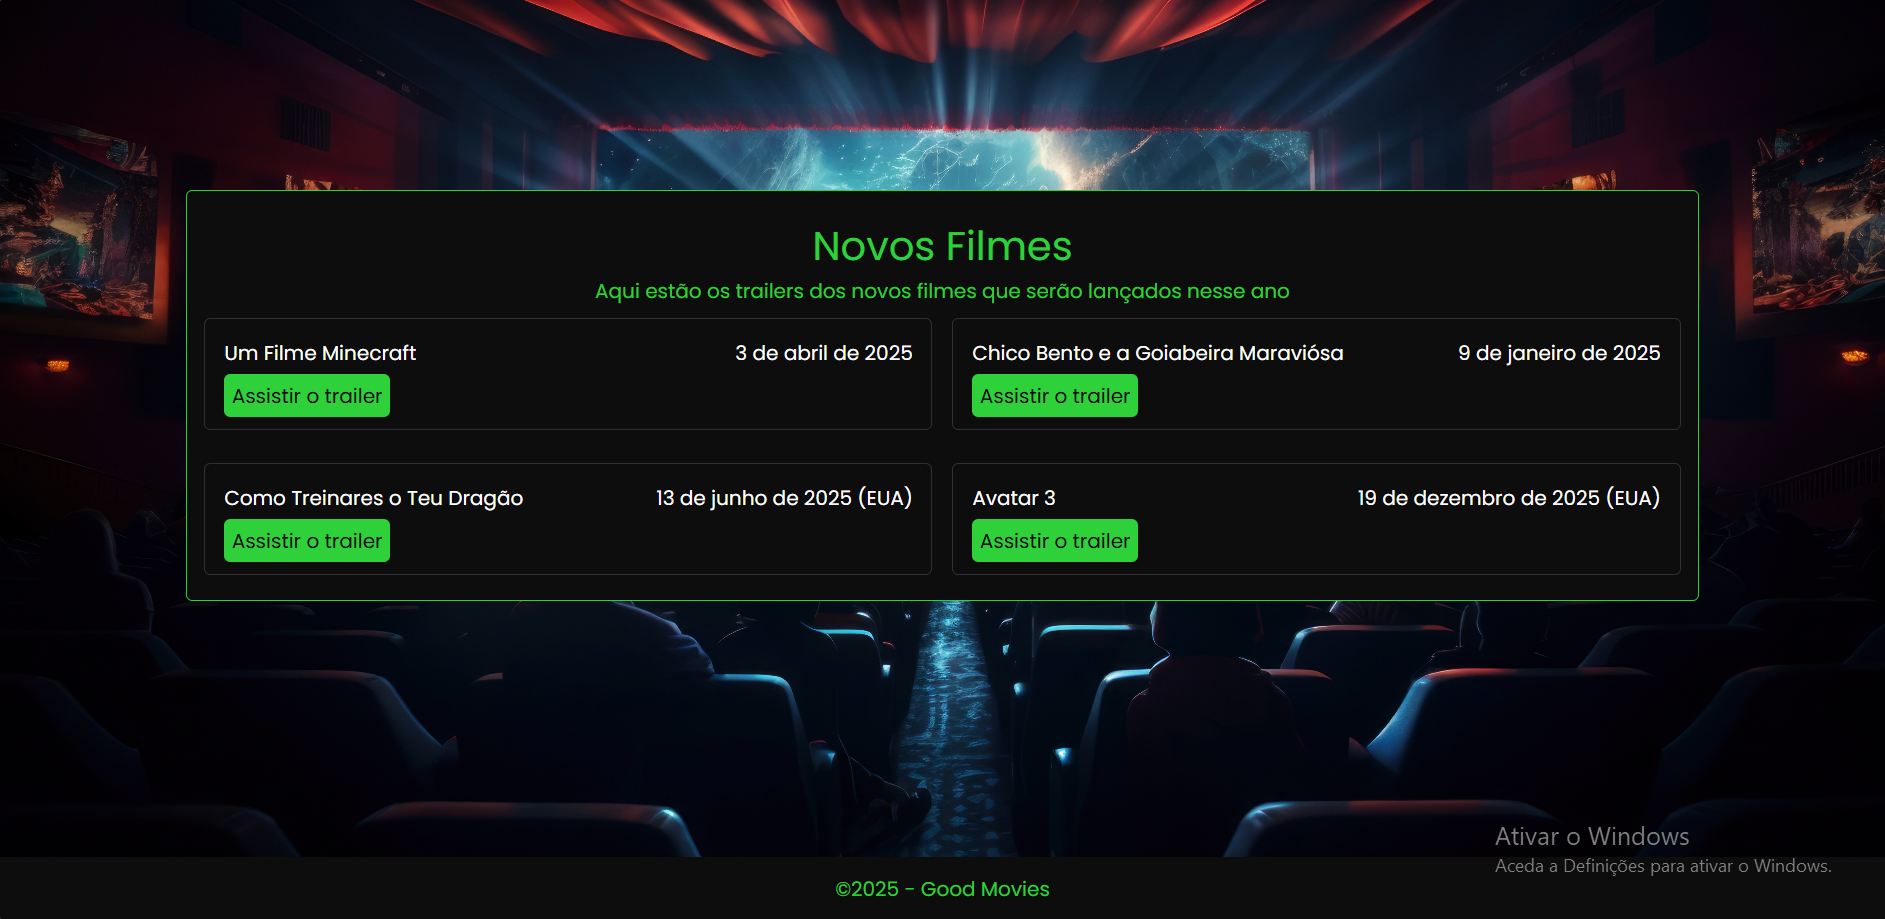 Novos Filmes
Aqui estão os trailers dos novos filmes que serão lançados nesse ano
Um Filme Minecraft 3 de abril de 2025
Assistir o trailer
Chico Bento e a Goiabeira Maraviósa 9 de janeiro de 2025
Assistir o trailer
Como Treinares o Teu Dragão 13 de junho de 2025 (EUA)
Assistir o trailer
Avatar 3 19 de dezembro de 2025 (EUA)
Assistir o trailer
Ativar o Windows
Aceda a Definições para ativar o Windows.
©2025 - Good Movies